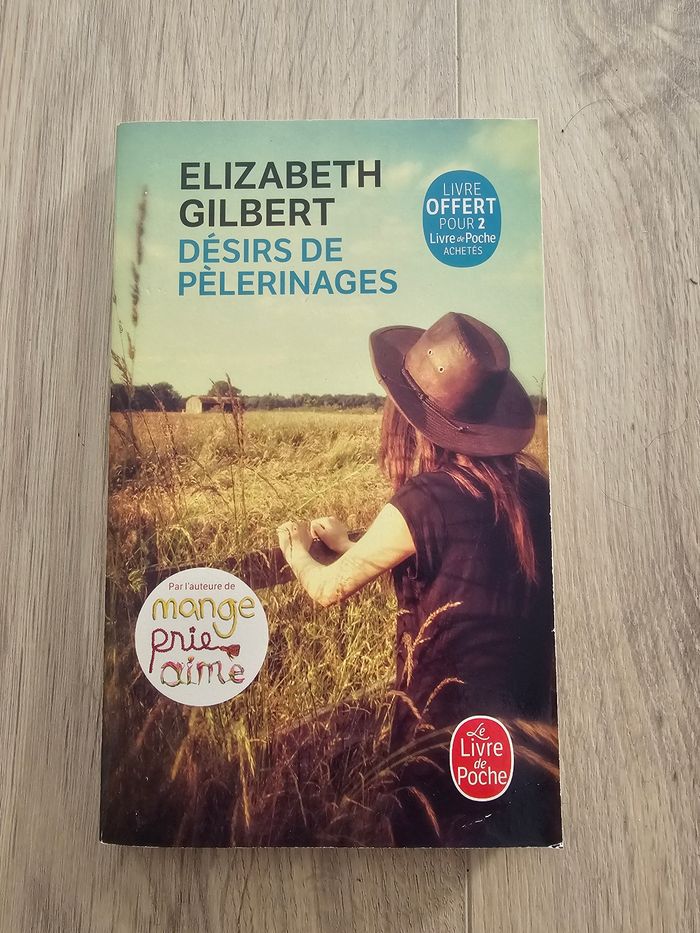 ELIZABETH
GILBERT
DÉSIRS DE
PÈLERINAGES
LIVRE
OFFERT
POUR 2
Livre de Poche
ACHETÉS
Par l'auteure de
mange
prie
aime
Le
Livre
de
Poche